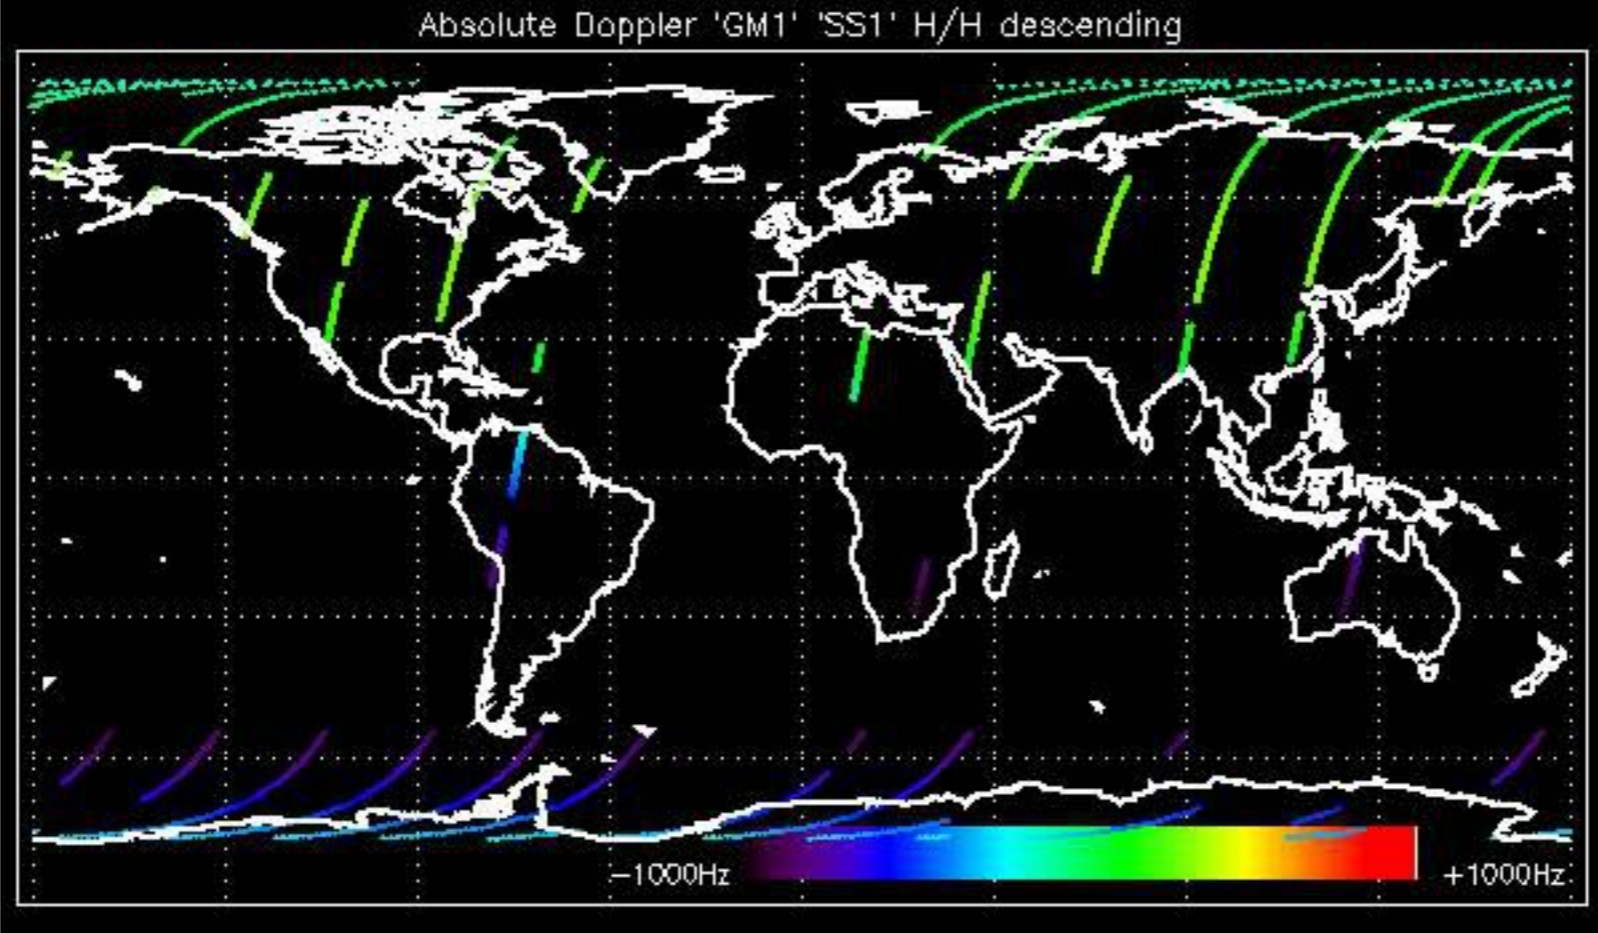 Absolute Doppler 'GM1' 'SS1' H/H descending
−1000Hz
+1000Hz